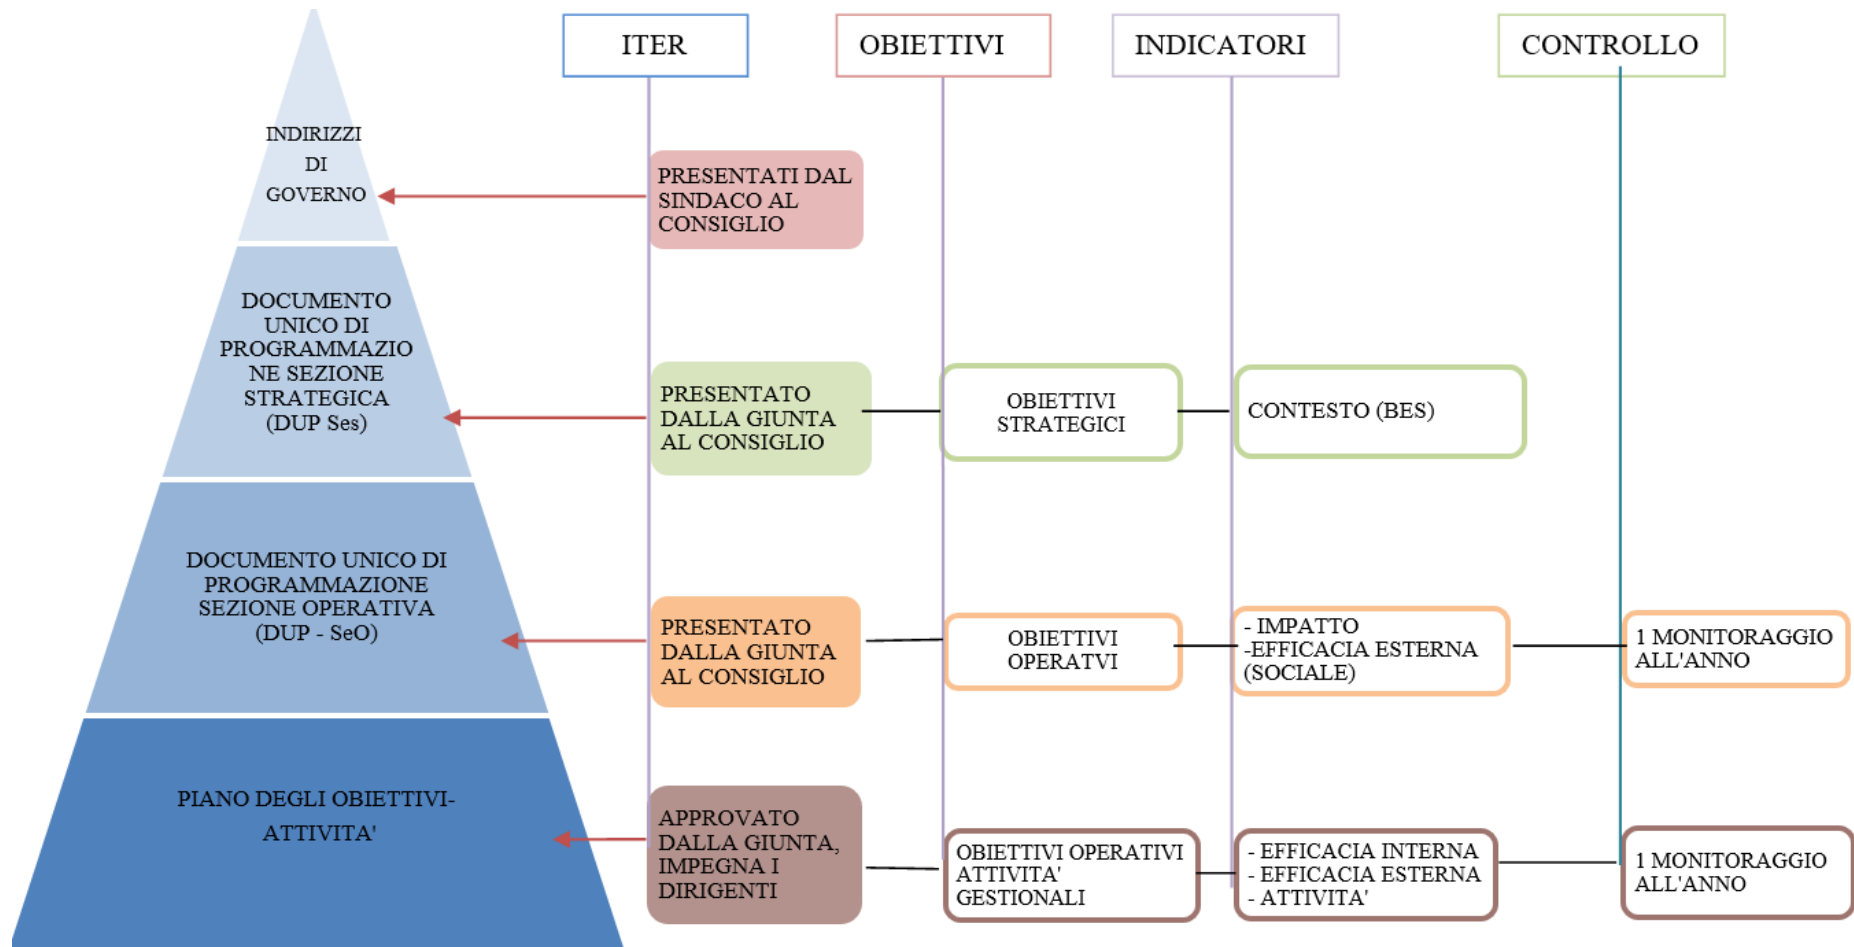 ITER
OBIETTIVI
INDICATORI
CONTROLLO
INDIRIZZI
DI
GOVERNO
PRESENTATI DAL
SINDACO AL
CONSIGLIO
DOCUMENTO
UNICO DI
PROGRAMMAZIO
NE SEZIONE
STRATEGICA
(DUP Ses)
PRESENTATO
DALLA GIUNTA
AL CONSIGLIO
OBIETTIVI
STRATEGICI
CONTESTO (BES)
DOCUMENTO UNICO DI
PROGRAMMAZIONE
SEZIONE OPERATIVA
(DUP - SeO)
PRESENTATO
DALLA GIUNTA
AL CONSIGLIO
OBIETTIVI
OPERATVI
- IMPATTO
-EFFICACIA ESTERNA
(SOCIALE)
1 MONITORAGGIO
ALL'ANNO
PIANO DEGLI OBIETTIVI-
ATTIVITA'
APPROVATO
DALLA GIUNTA,
IMPEGNA I
DIRIGENTI
OBIETTIVI OPERATIVI
ATTIVITA'
GESTIONALI
- EFFICACIA INTERNA
- EFFICACIA ESTERNA
- ATTIVITA'
1 MONITORAGGIO
ALL'ANNO